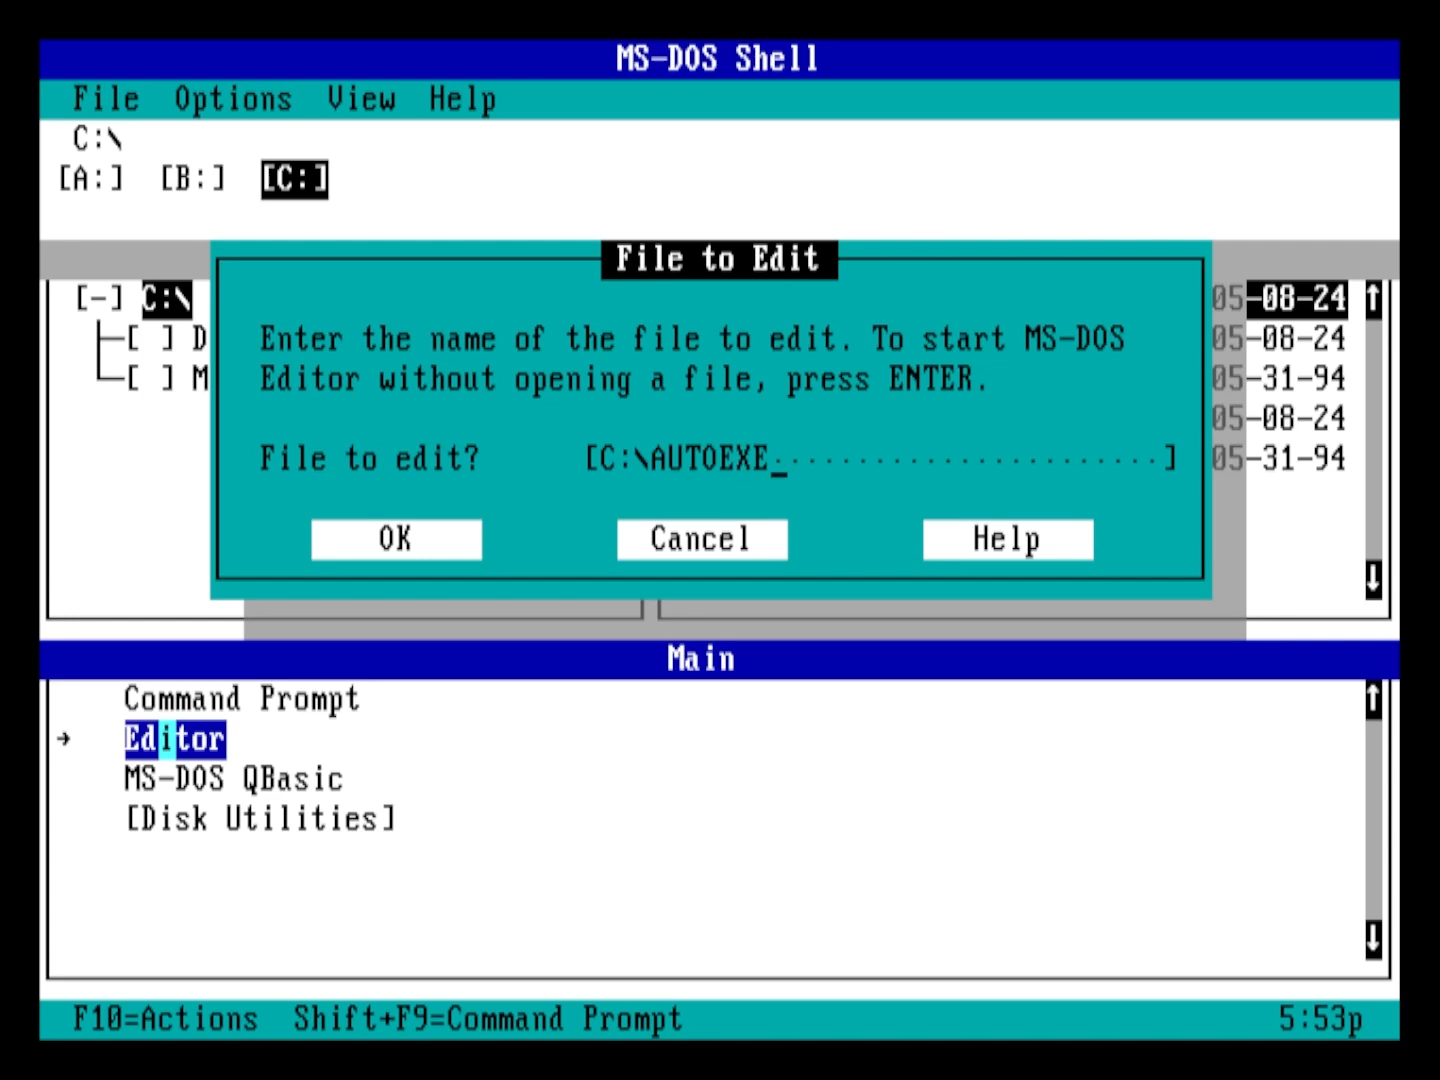 MS-DOS Shell
File Options View Help
C:\
[A:] [B:] [C:]
File to Edit
[-] C:\
05-08-24 ↑
[ ] D
Enter the name of the file to edit. To start MS-DOS
05-08-24
[ ] M
Editor without opening a file, press ENTER.
05-31-94
05-08-24
File to edit? [C:\AUTOEXE_.......................]
05-31-94
OK Cancel Help
↓
Main
Command Prompt ↑
→ Editor
MS-DOS QBasic
[Disk Utilities]
↓
F10=Actions Shift+F9=Command Prompt 5:53p